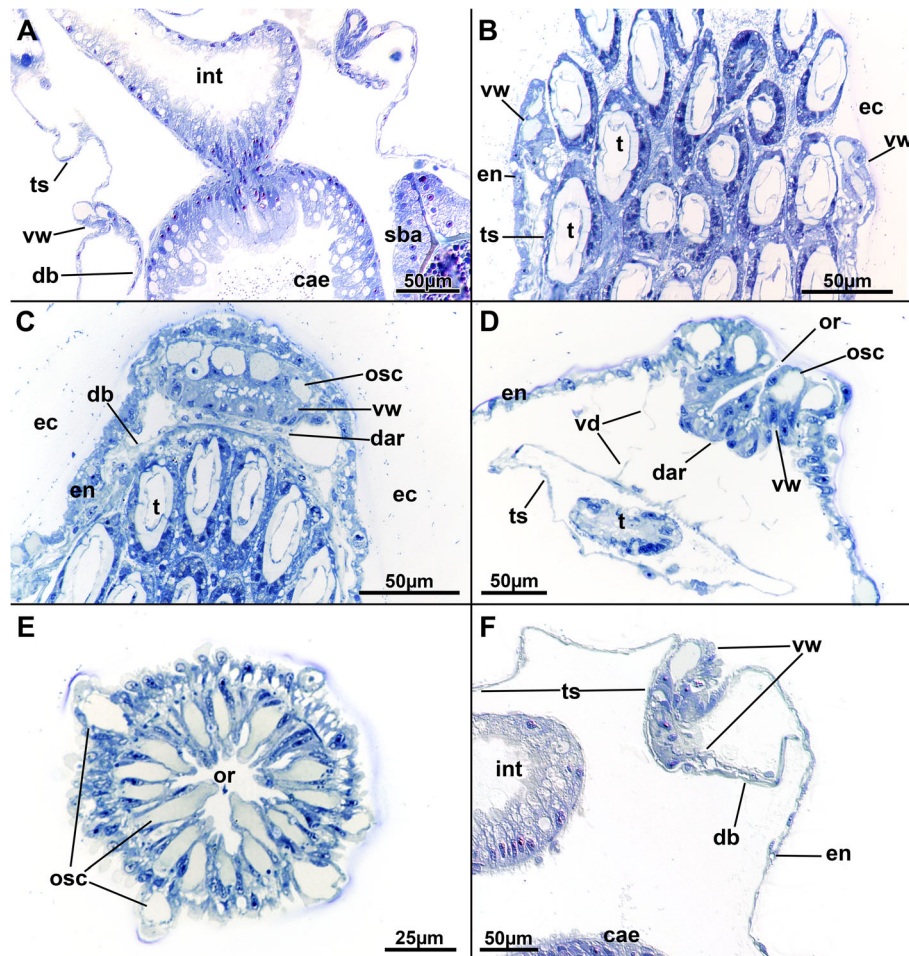 A
int
ts
vw
db
cae
sba
50µm
B
vw
en
ts
t
t
ec
vw
50µm
C
osc
vw
dar
db
ec
en
t
ec
50µm
D
or
osc
en
vd
dar
vw
ts
t
50µm
E
or
osc
25µm
F
vw
ts
int
db
en
cae
50µm